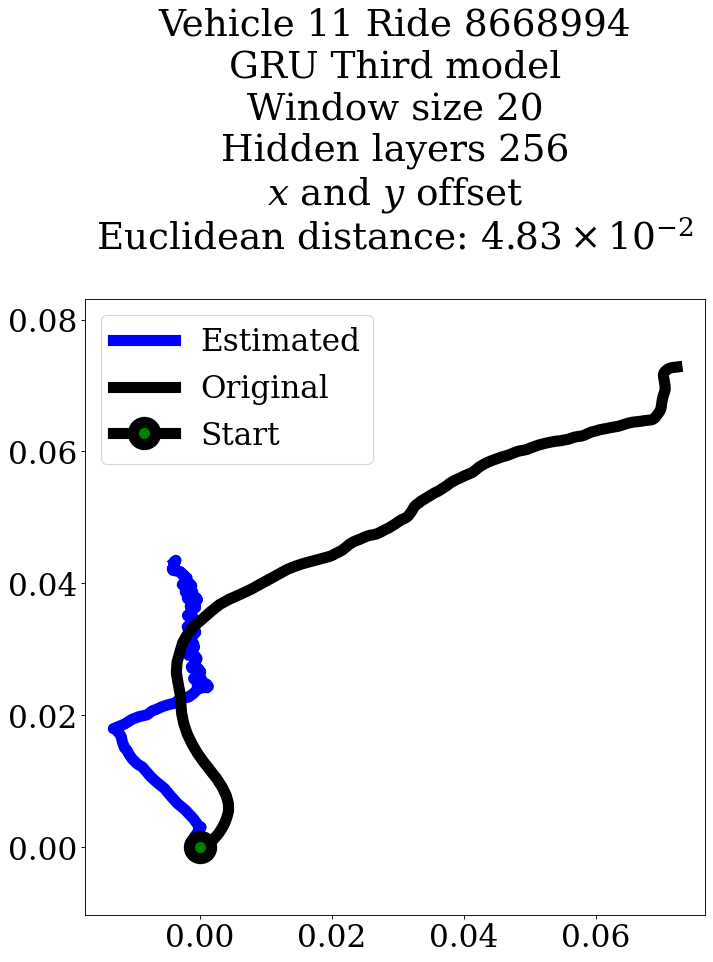 Vehicle 11 Ride 8668994
GRU Third model
Window size 20
Hidden layers 256
x and y offset
Euclidean distance: 4.83 × 10⁻²
Estimated
Original
Start
0.08
0.06
0.04
0.02
0.00
0.00 0.02 0.04 0.06